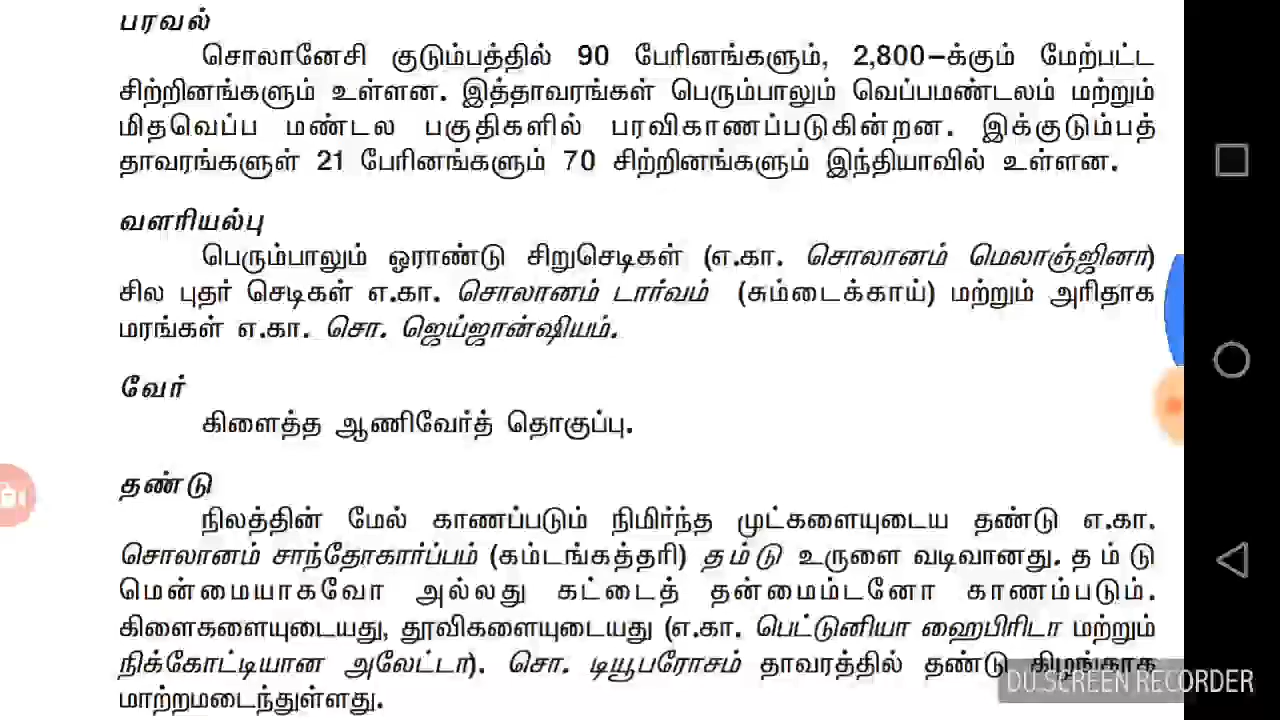 பரவல்
சொலானேசி குடும்பத்தில் 90 பேரினங்களும், 2,800–க்கும் மேற்பட்ட
சிற்றினங்களும் உள்ளன. இத்தாவரங்கள் பெரும்பாலும் வெப்பமண்டலம் மற்றும்
மிதவெப்ப மண்டல பகுதிகளில் பரவிகாணப்படுகின்றன. இக்குடும்பத்
தாவரங்களுள் 21 பேரினங்களும் 70 சிற்றினங்களும் இந்தியாவில் உள்ளன.
வளரியல்பு
பெரும்பாலும் ஓராண்டு சிறுசெடிகள் (எ.கா. சொலானம் மெலாஞ்ஜினா)
சில புதர் செடிகள் எ.கா. சொலானம் டார்வம் (சும்டைக்காய்) மற்றும் அரிதாக
மரங்கள் எ.கா. சொ. ஜெய்ஜான்ஷியம்.
வேர்
கிளைத்த ஆணிவேர்த் தொகுப்பு.
தண்டு
நிலத்தின் மேல் காணப்படும் நிமிர்ந்த முட்களையுடைய தண்டு எ.கா.
சொலானம் சாந்தோகார்ப்பம் (கம்டங்கத்தரி) தம்டு உருளை வடிவானது. தம்டு
மென்மையாகவோ அல்லது கட்டைத் தன்மைம்டனோ காணம்படும்.
கிளைகளையுடையது, தூவிகளையுடையது (எ.கா. பெட்டுனியா ஹைபிரிடா மற்றும்
நிக்கோட்டியானா அலேட்டா). சொ. டியூபரோசம் தாவரத்தில் தண்டு கிழங்காக
மாற்றமடைந்துள்ளது.
DU SCREEN RECORDER